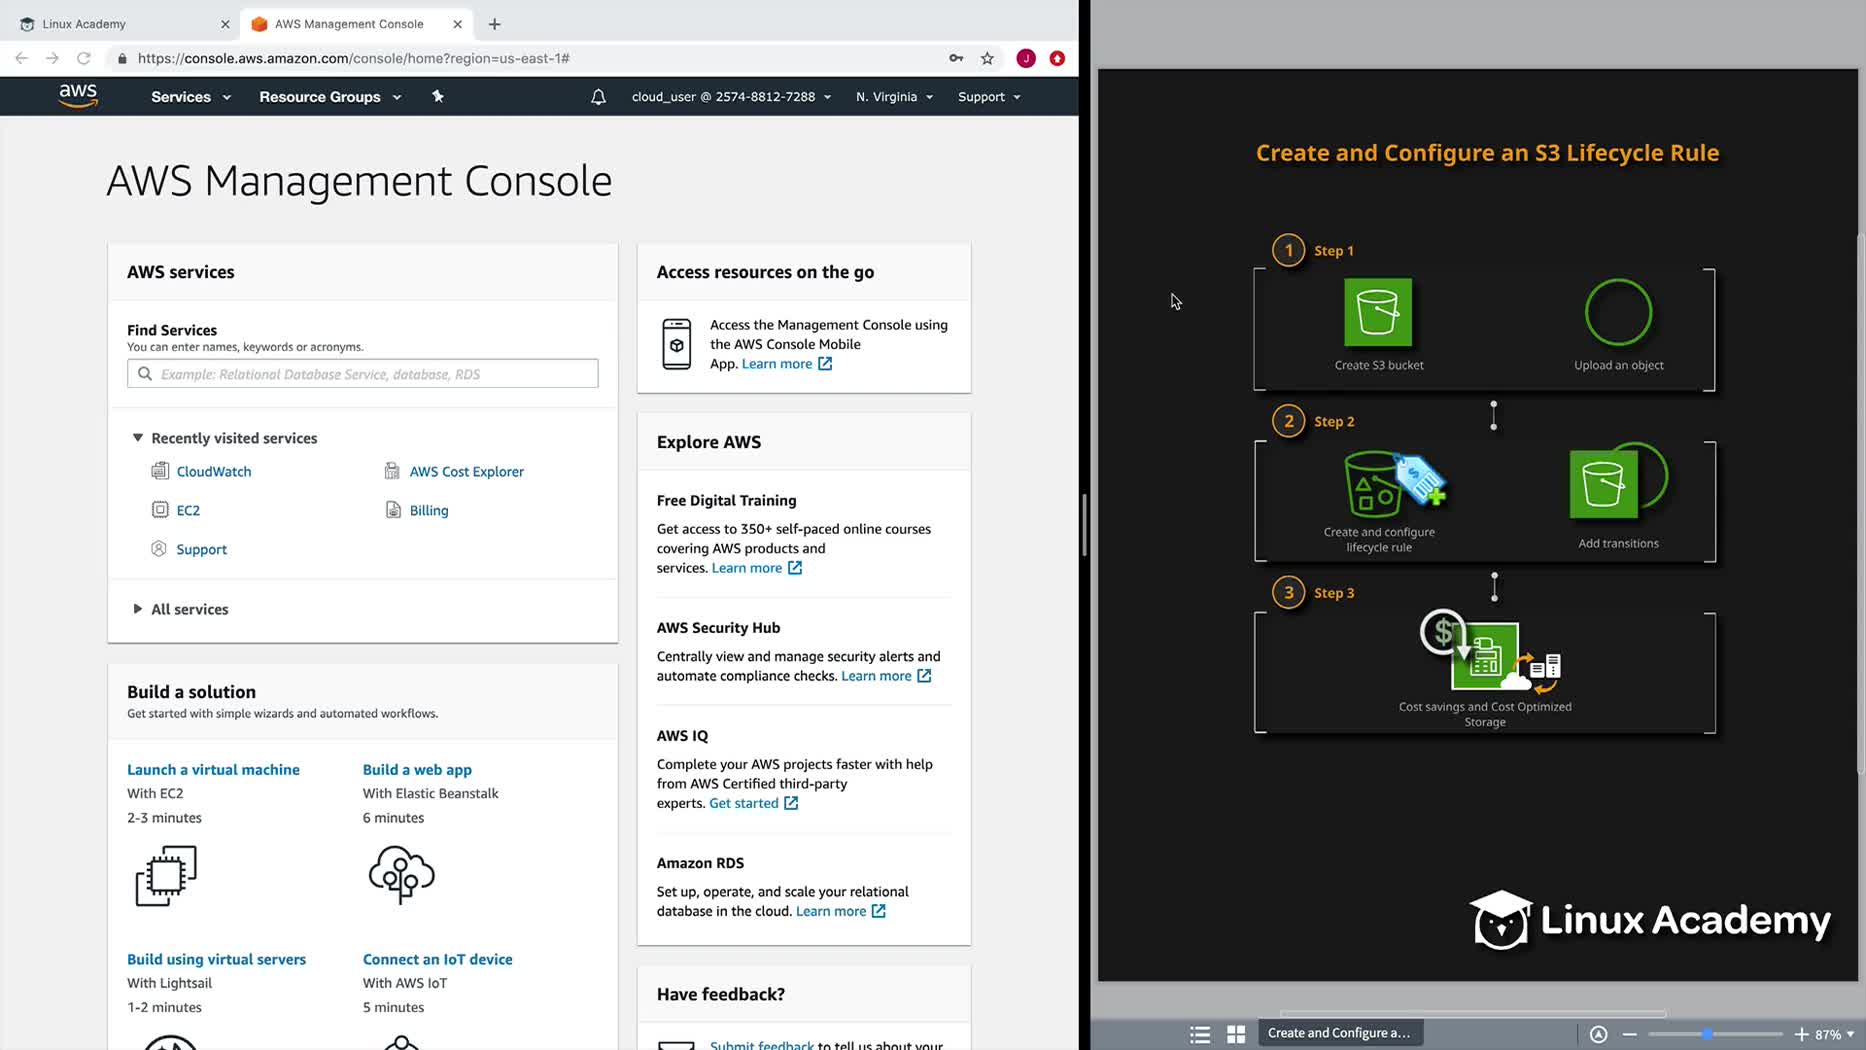 Linux Academy
AWS Management Console
https://console.aws.amazon.com/console/home?region=us-east-1#
J
aws
Services
Resource Groups
cloud_user @ 2574-8812-7288
N. Virginia
Support
AWS Management Console
AWS services
Find Services
You can enter names, keywords or acronyms.
Example: Relational Database Service, database, RDS
Recently visited services
CloudWatch
AWS Cost Explorer
EC2
Billing
Support
All services
Build a solution
Get started with simple wizards and automated workflows.
Launch a virtual machine
With EC2
2-3 minutes
Build a web app
With Elastic Beanstalk
6 minutes
Build using virtual servers
With Lightsail
1-2 minutes
Connect an IoT device
With AWS IoT
5 minutes
Access resources on the go
Access the Management Console using
the AWS Console Mobile
App. Learn more
Explore AWS
Free Digital Training
Get access to 350+ self-paced online courses
covering AWS products and
services. Learn more
AWS Security Hub
Centrally view and manage security alerts and
automate compliance checks. Learn more
AWS IQ
Complete your AWS projects faster with help
from AWS Certified third-party
experts. Get started
Amazon RDS
Set up, operate, and scale your relational
database in the cloud. Learn more
Have feedback?
Submit feedback to tell us about your
Create and Configure an S3 Lifecycle Rule
1 Step 1
Create S3 bucket
Upload an object
2 Step 2
Create and configure
lifecycle rule
Add transitions
3 Step 3
$
Cost savings and Cost Optimized
Storage
Linux Academy
Create and Configure a...
87%